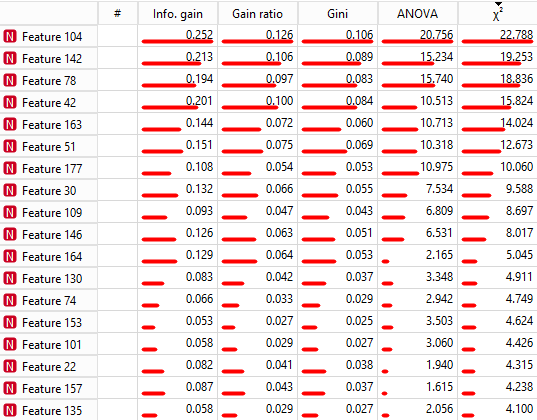 # Info. gain Gain ratio Gini ANOVA χ²
N Feature 104 0.252 0.126 0.106 20.756 22.788
N Feature 142 0.213 0.106 0.089 15.234 19.253
N Feature 78 0.194 0.097 0.083 15.740 18.836
N Feature 42 0.201 0.100 0.084 10.513 15.824
N Feature 163 0.144 0.072 0.060 10.713 14.024
N Feature 51 0.151 0.075 0.069 10.318 12.673
N Feature 177 0.108 0.054 0.053 10.975 10.060
N Feature 30 0.132 0.066 0.055 7.534 9.588
N Feature 109 0.093 0.047 0.043 6.809 8.697
N Feature 146 0.126 0.063 0.051 6.531 8.017
N Feature 164 0.129 0.064 0.053 2.165 5.045
N Feature 130 0.083 0.042 0.037 3.348 4.911
N Feature 74 0.066 0.033 0.029 2.942 4.749
N Feature 153 0.053 0.027 0.025 3.503 4.624
N Feature 101 0.058 0.029 0.027 3.060 4.426
N Feature 22 0.082 0.041 0.038 1.940 4.315
N Feature 157 0.087 0.043 0.037 1.615 4.238
N Feature 135 0.058 0.029 0.027 2.056 4.100